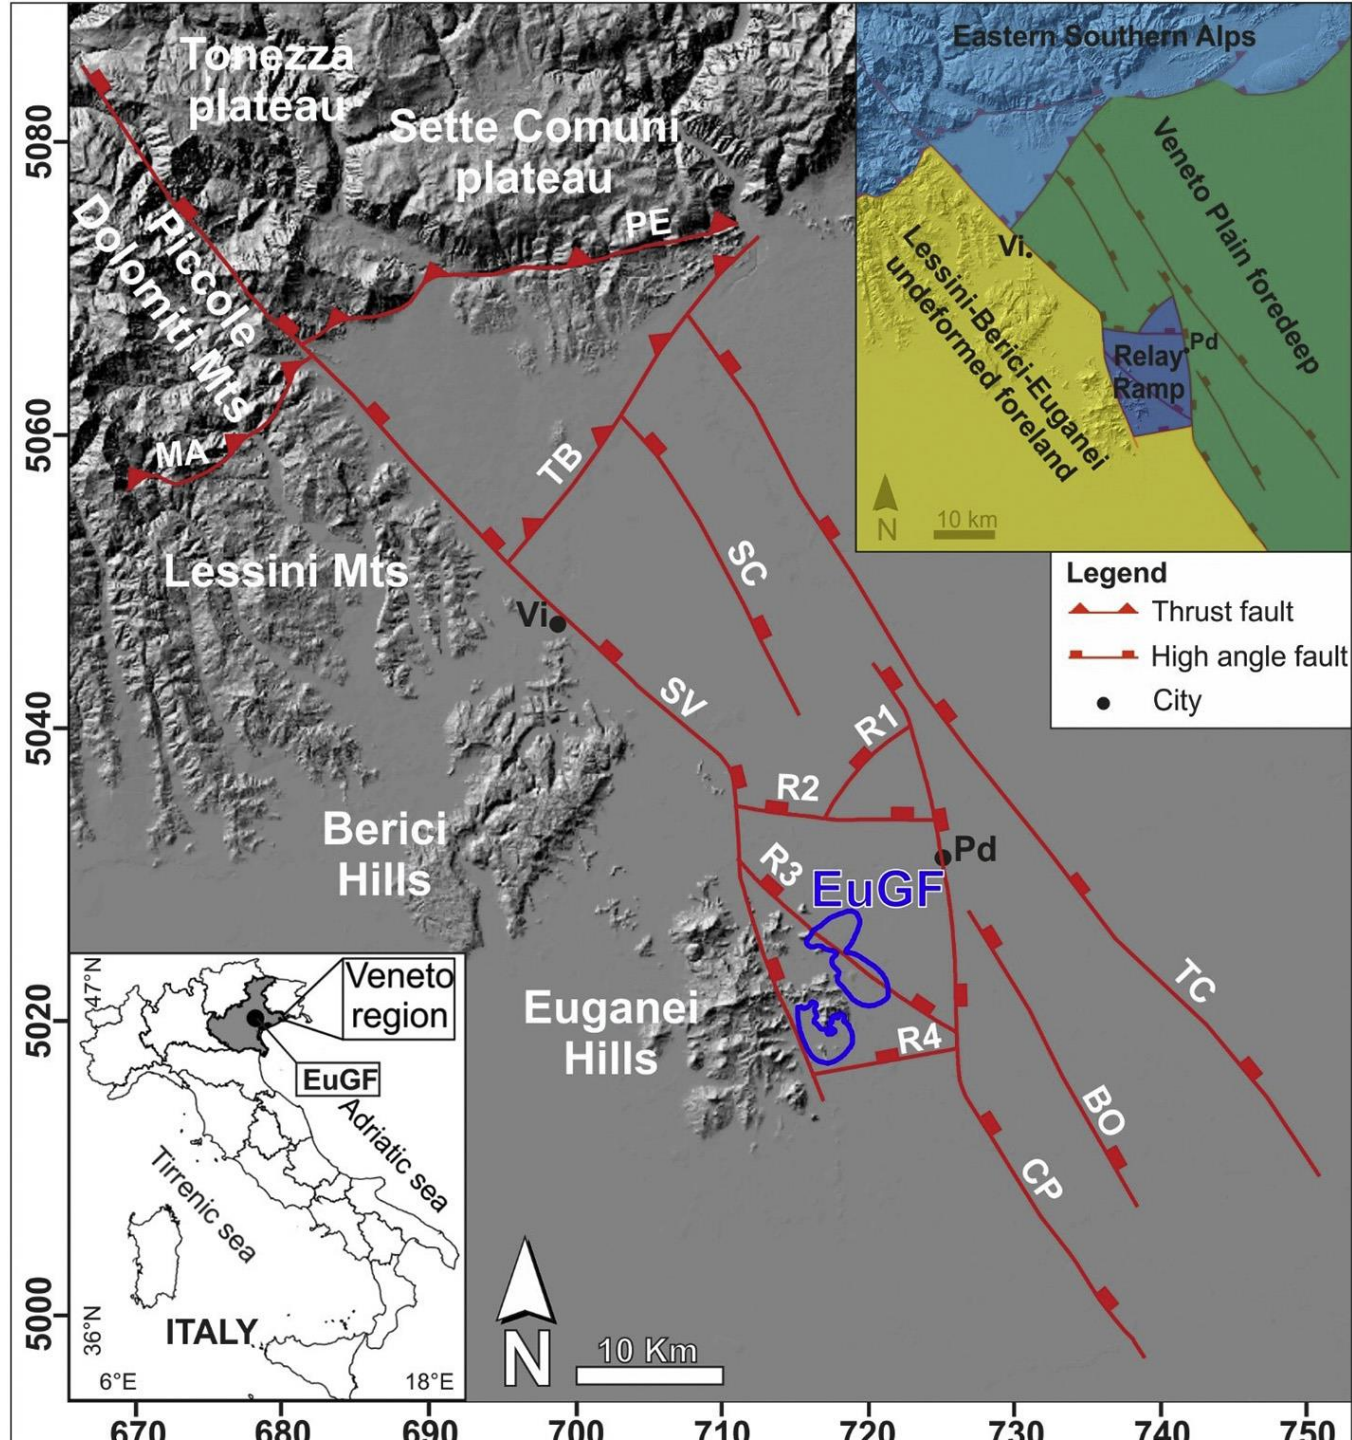 Tonezza
plateau
Sette Comuni
plateau
PE
Piccole
Dolomiti Mts
MA
TB
Lessini Mts
SC
Vi
SV
R1
R2
Berici
Hills
R3
Pd
EuGF
Euganei
Hills
R4
TC
BO
CP
Eastern Southern Alps
Veneto Plain foredeep
Vi
Lessini-Berici-Euganei
undeformed foreland
Relay
Ramp
Pd
N
10 km
Legend
Thrust fault
High angle fault
City
47°N
Veneto
region
EuGF
Adriatic sea
Tirrenic sea
ITALY
36°N
6°E
18°E
N
10 Km
5080
5060
5040
5020
5000
670
680
690
700
710
720
730
740
750